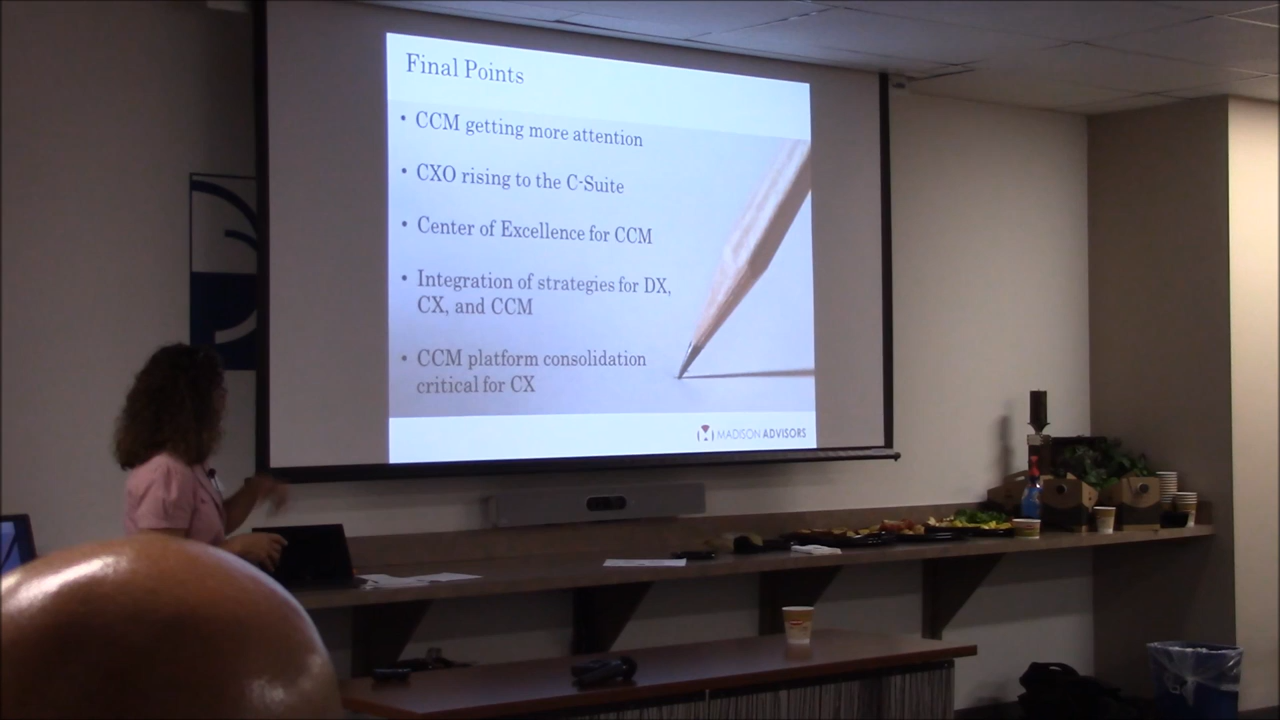 Final Points
• CCM getting more attention
• CXO rising to the C-Suite
• Center of Excellence for CCM
• Integration of strategies for DX,
CX, and CCM
• CCM platform consolidation
critical for CX
MADISON ADVISORS